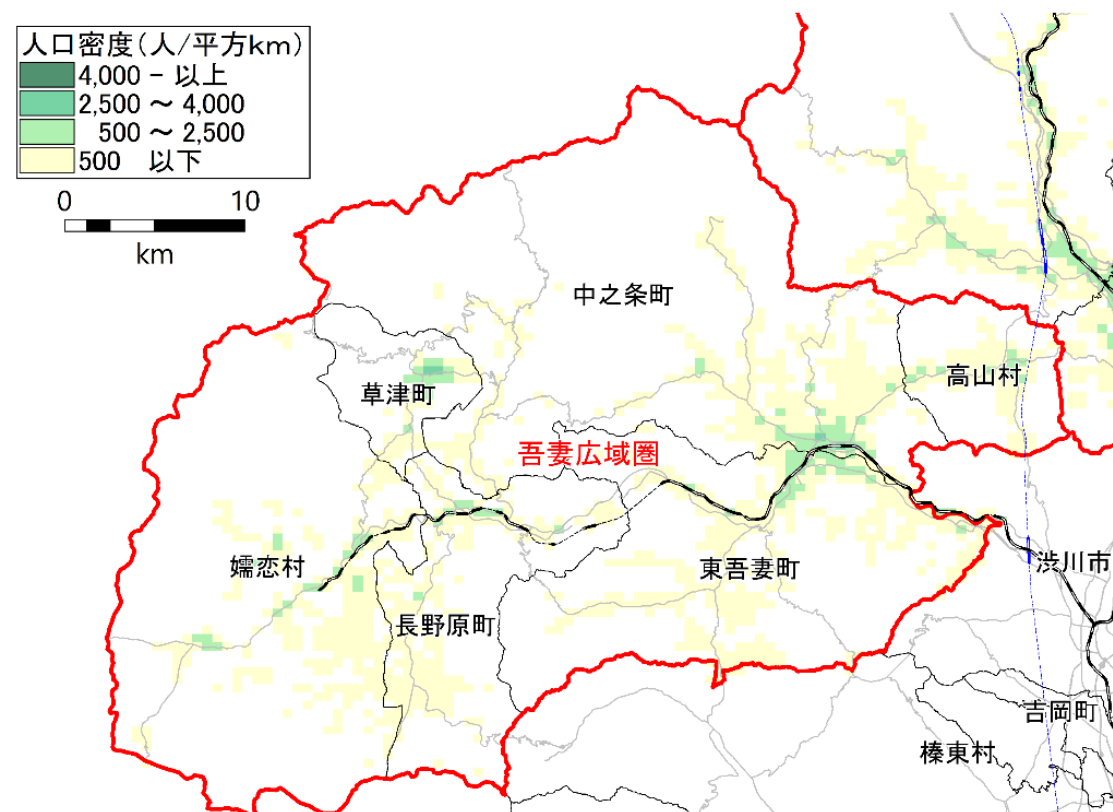 人口密度(人/平方km)
4,000 - 以上
2,500 ～ 4,000
500 ～ 2,500
500 以下
0 10
km
中之条町
高山村
草津町
吾妻広域圏
嬬恋村
東吾妻町
渋川市
長野原町
吉岡町
榛東村